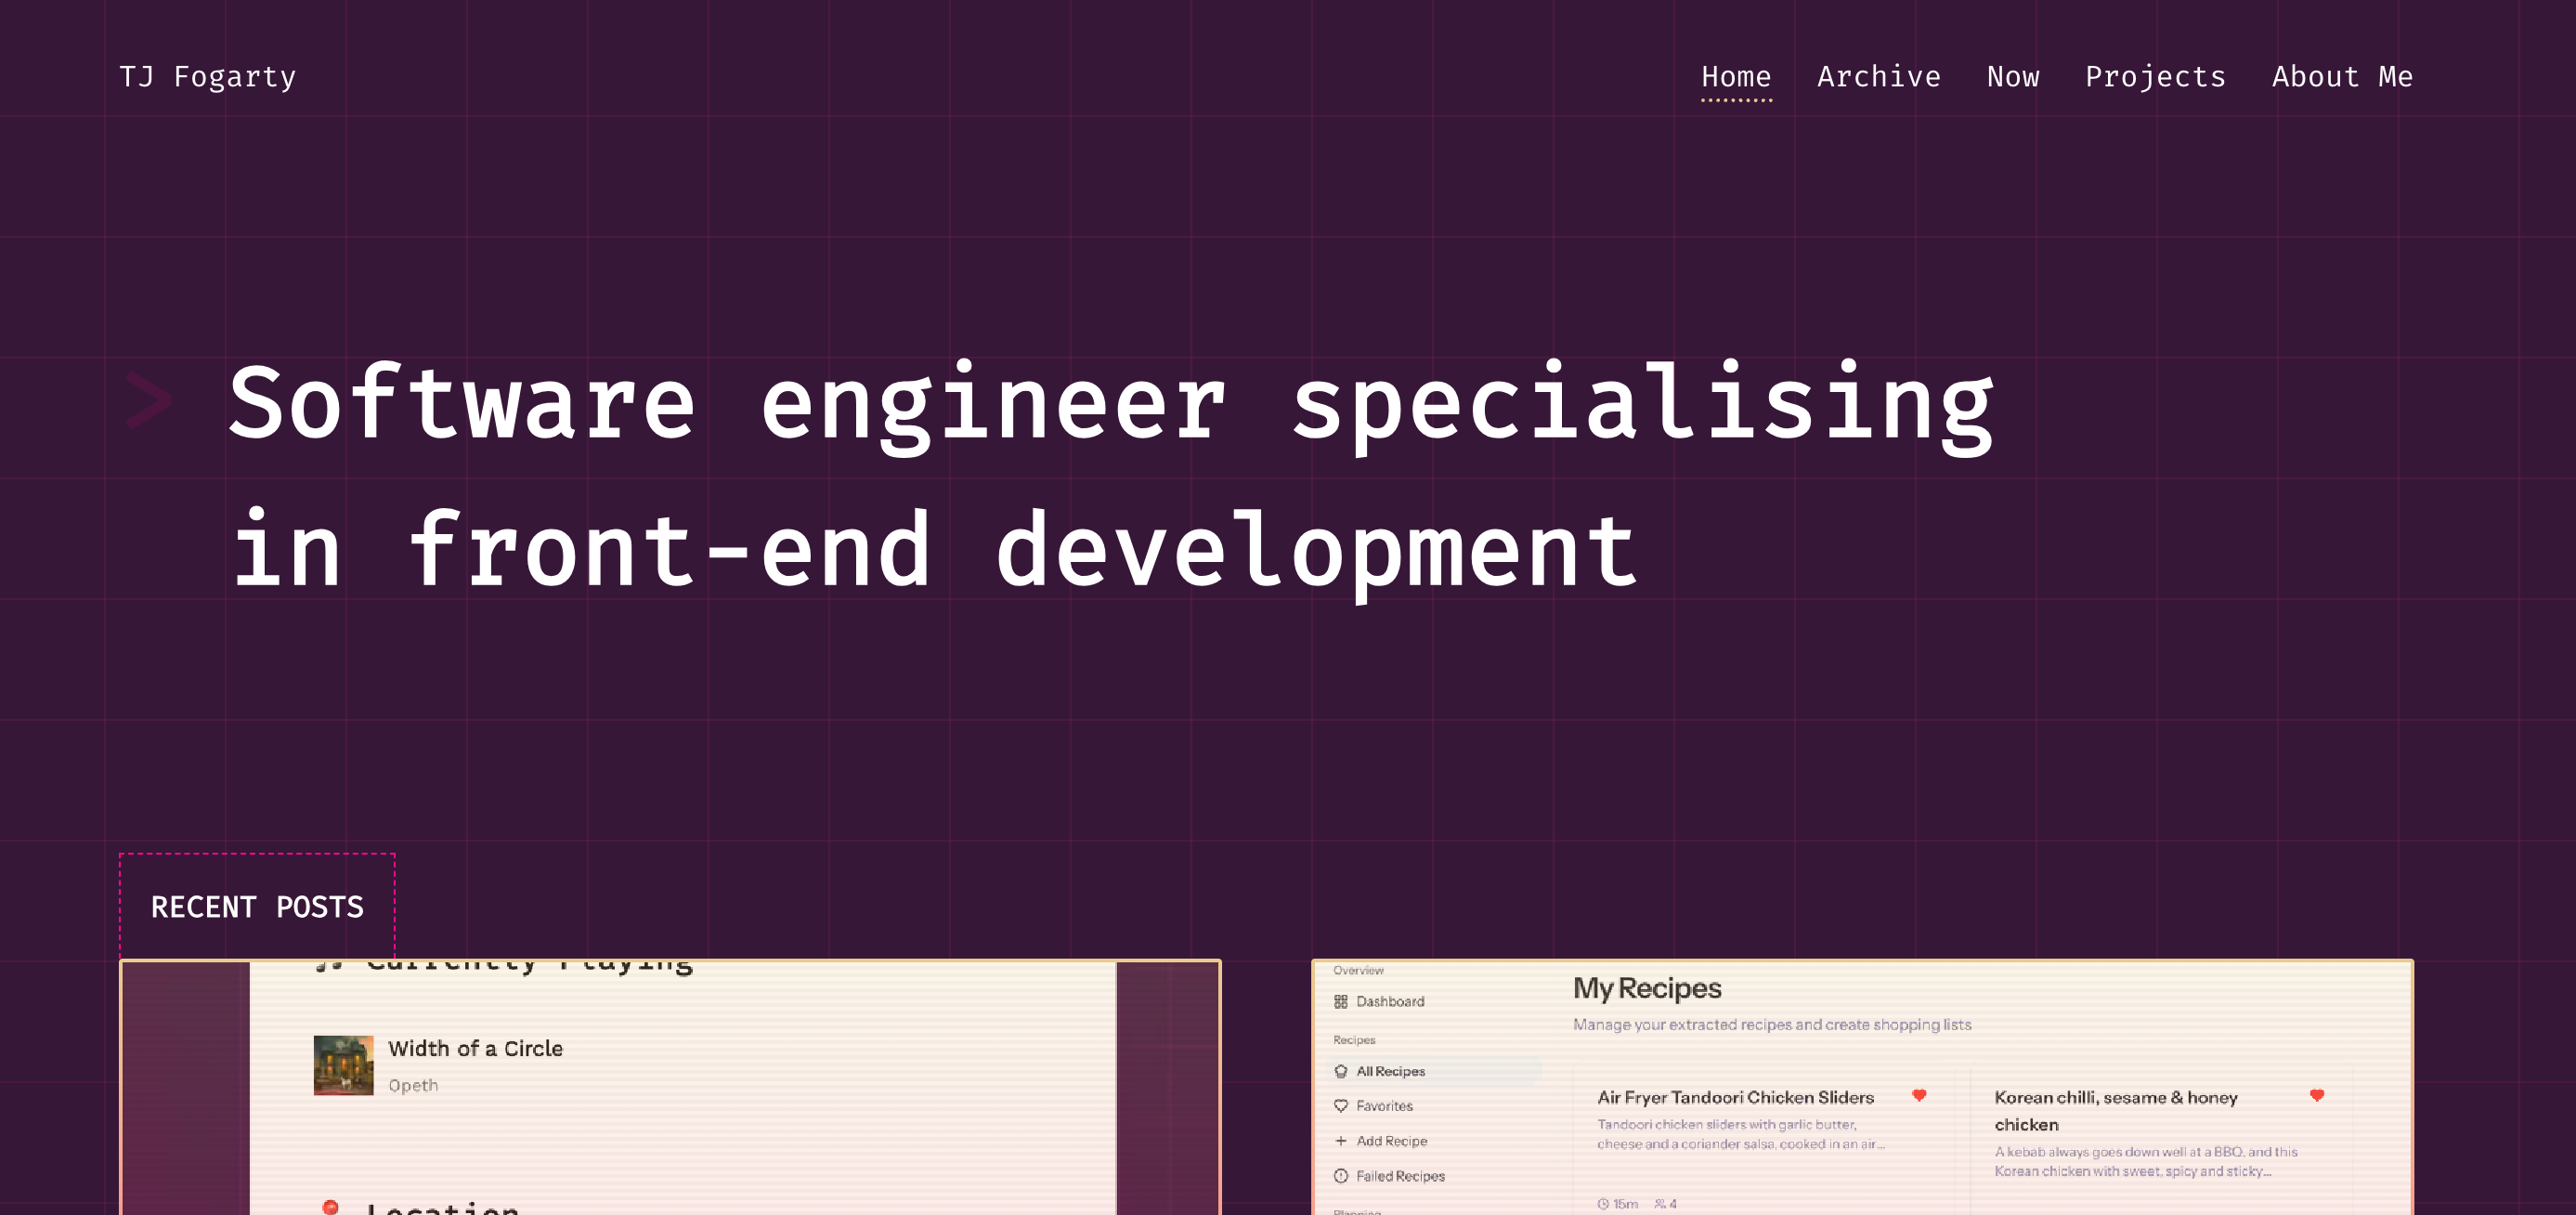 TJ Fogarty
Home Archive Now Projects About Me
> Software engineer specialising
in front-end development
RECENT POSTS
Currently Playing
Width of a Circle
Opeth
Location
Overview
Dashboard
Recipes
All Recipes
Favorites
Add Recipe
Failed Recipes
Planning
My Recipes
Manage your extracted recipes and create shopping lists
Air Fryer Tandoori Chicken Sliders
Tandoori chicken sliders with garlic butter,
cheese and a coriander salsa, cooked in an air...
15m 4
Korean chilli, sesame & honey
chicken
A kebab always goes down well at a BBQ, and this
Korean chicken with sweet, spicy and sticky...